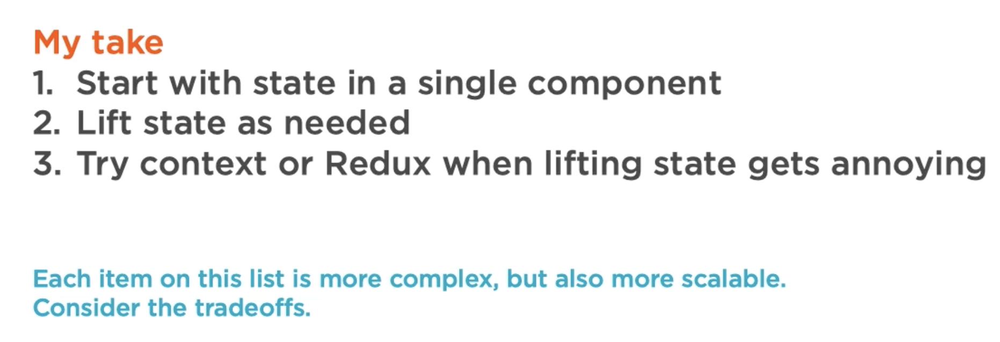 My take
1. Start with state in a single component
2. Lift state as needed
3. Try context or Redux when lifting state gets annoying
Each item on this list is more complex, but also more scalable.
Consider the tradeoffs.